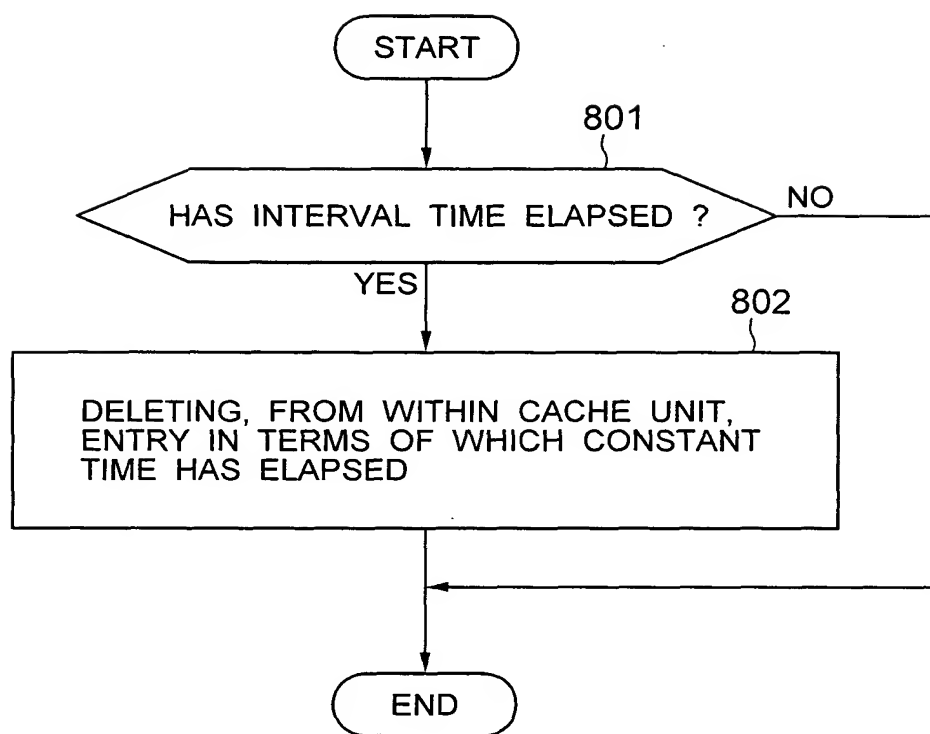 START
801
HAS INTERVAL TIME ELAPSED ?
NO
YES
802
DELETING, FROM WITHIN CACHE UNIT,
ENTRY IN TERMS OF WHICH CONSTANT
TIME HAS ELAPSED
END